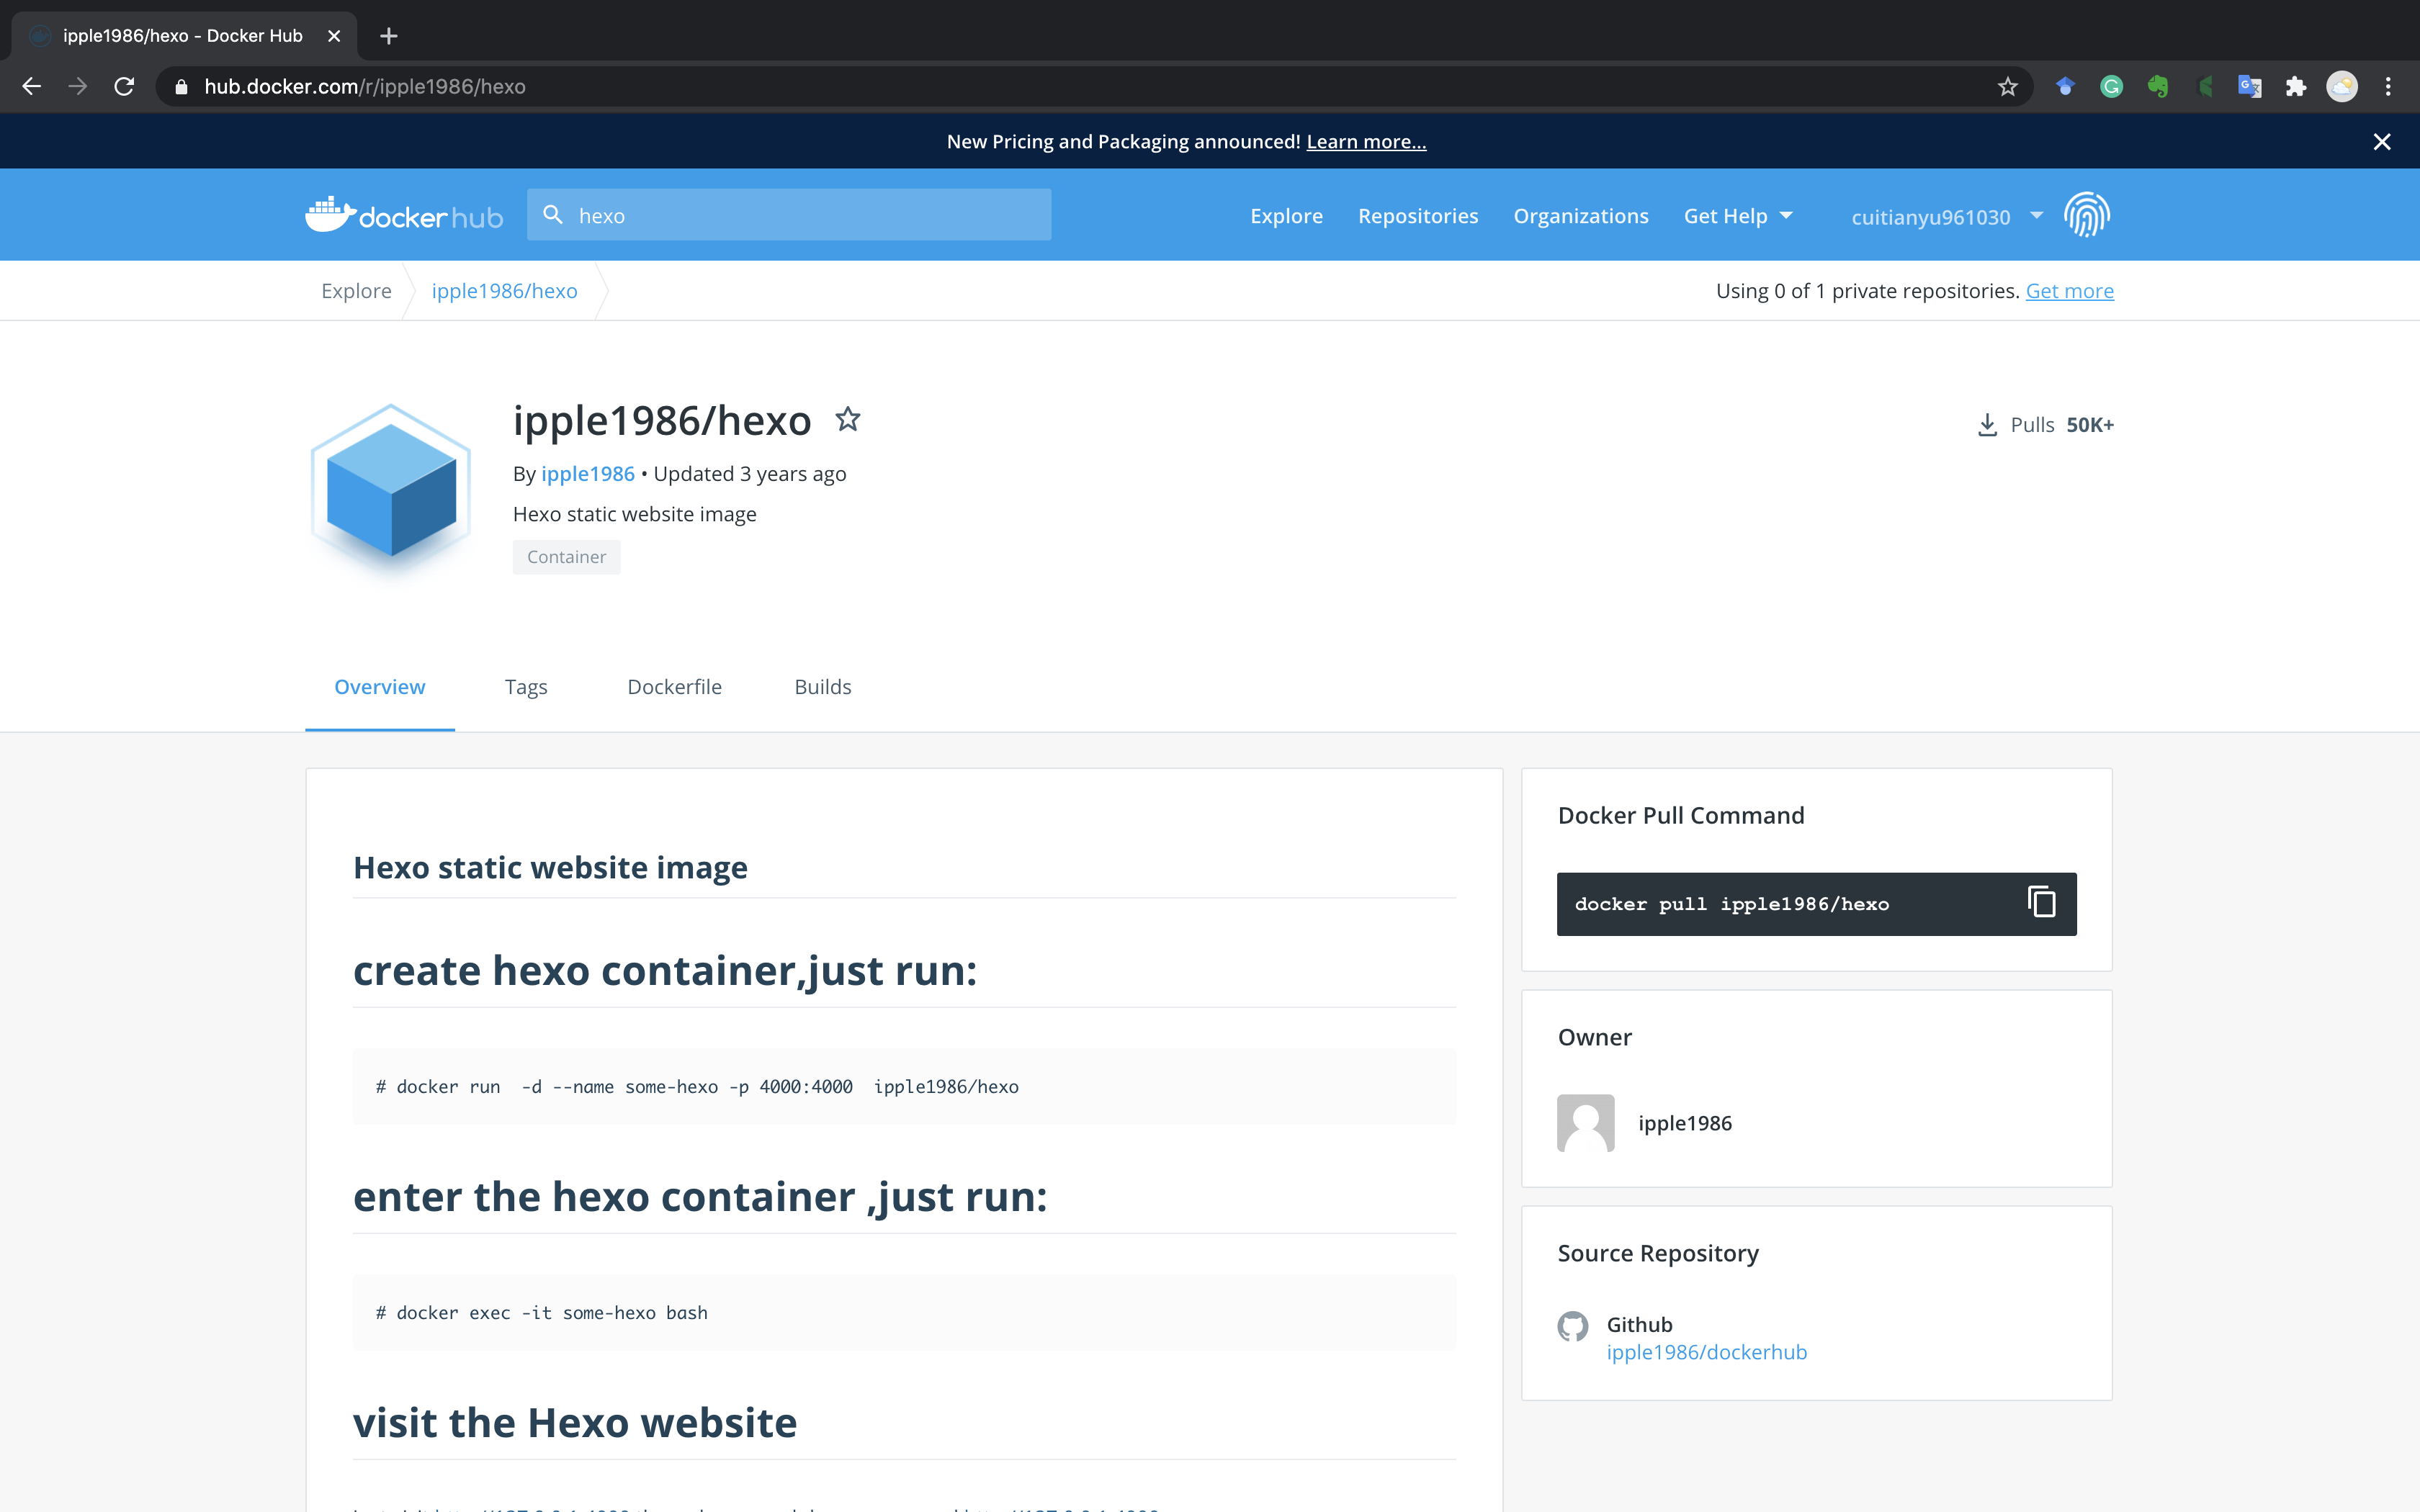 ipple1986/hexo - Docker Hub
hub.docker.com/r/ipple1986/hexo
New Pricing and Packaging announced! Learn more...
dockerhub
hexo
Explore Repositories Organizations Get Help cuitianyu961030
Explore ipple1986/hexo Using 0 of 1 private repositories. Get more
ipple1986/hexo
Pulls 50K+
By ipple1986 • Updated 3 years ago
Hexo static website image
Container
Overview Tags Dockerfile Builds
Hexo static website image
create hexo container,just run:
# docker run  -d --name some-hexo -p 4000:4000  ipple1986/hexo
enter the hexo container ,just run:
# docker exec -it some-hexo bash
visit the Hexo website
Docker Pull Command
docker pull ipple1986/hexo
Owner
ipple1986
Source Repository
Github
ipple1986/dockerhub